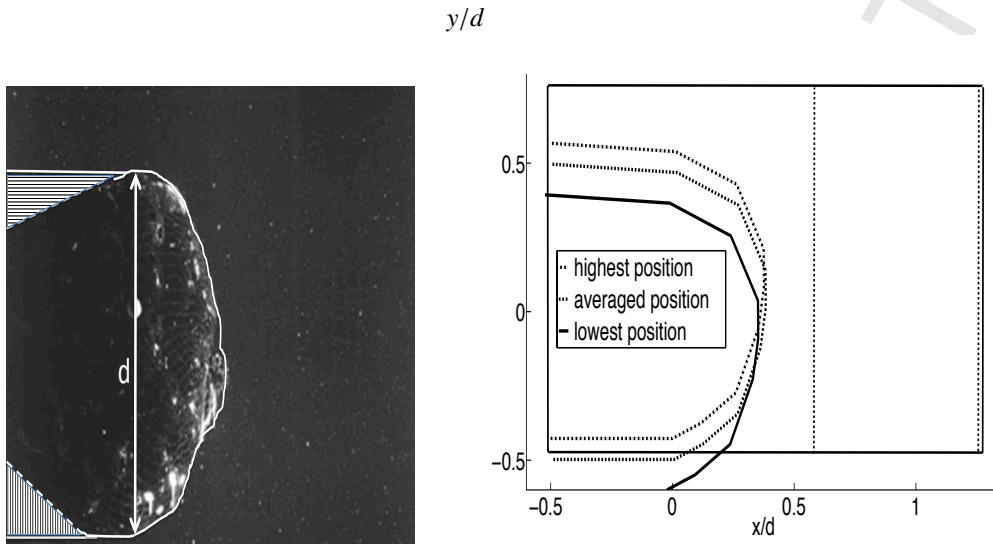 y/d
T
d
0.5
0
−0.5
highest position
averaged position
lowest position
−0.5 0 0.5 1
x/d